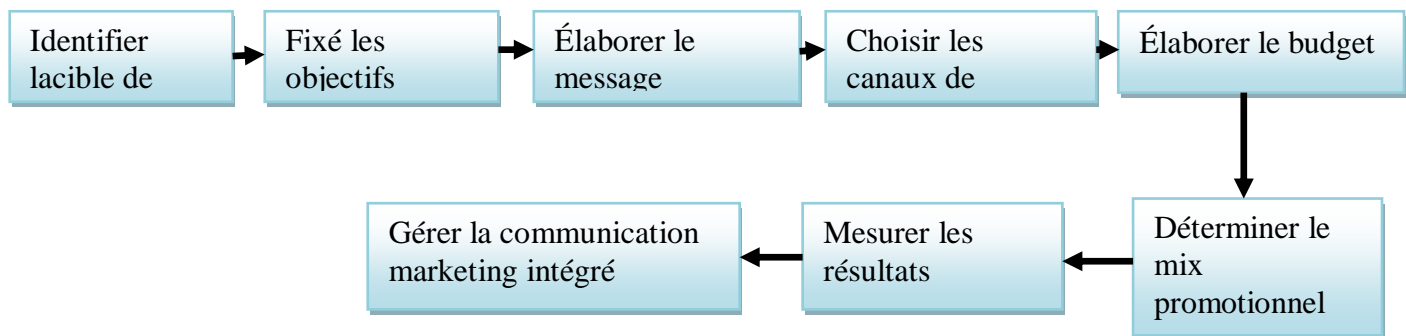 Identifier
lacible de
Fixé les
objectifs
Élaborer le
message
Choisir les
canaux de
Élaborer le budget
Déterminer le
mix
promotionnel
Mesurer les
résultats
Gérer la communication
marketing intégré